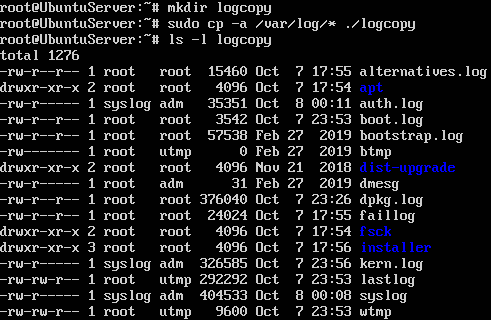 root@UbuntuServer:~# mkdir logcopy
root@UbuntuServer:~# sudo cp -a /var/log/* ./logcopy
root@UbuntuServer:~# ls -l logcopy
total 1276
-rw-r--r-- 1 root   root  15460 Oct  7 17:55 alternatives.log
drwxr-xr-x 2 root   root   4096 Oct  7 17:54 apt
-rw-r----- 1 syslog adm   35351 Oct  8 00:11 auth.log
-rw-r--r-- 1 root   root   3542 Oct  7 23:53 boot.log
-rw-r--r-- 1 root   root  57538 Feb 27  2019 bootstrap.log
-rw------- 1 root   utmp      0 Feb 27  2019 btmp
drwxr-xr-x 2 root   root   4096 Nov 21  2018 dist-upgrade
-rw-r----- 1 root   adm      31 Feb 27  2019 dmesg
-rw-r--r-- 1 root   root 376040 Oct  7 23:26 dpkg.log
-rw-r--r-- 1 root   root  24024 Oct  7 17:55 faillog
drwxr-xr-x 2 root   root   4096 Oct  7 17:54 fsck
drwxr-xr-x 3 root   root   4096 Oct  7 17:56 installer
-rw-r----- 1 syslog adm  326585 Oct  7 23:56 kern.log
-rw-rw-r-- 1 root   utmp 292292 Oct  7 23:53 lastlog
-rw-r----- 1 syslog adm  404533 Oct  8 00:08 syslog
-rw-rw-r-- 1 root   utmp   9600 Oct  7 23:53 wtmp